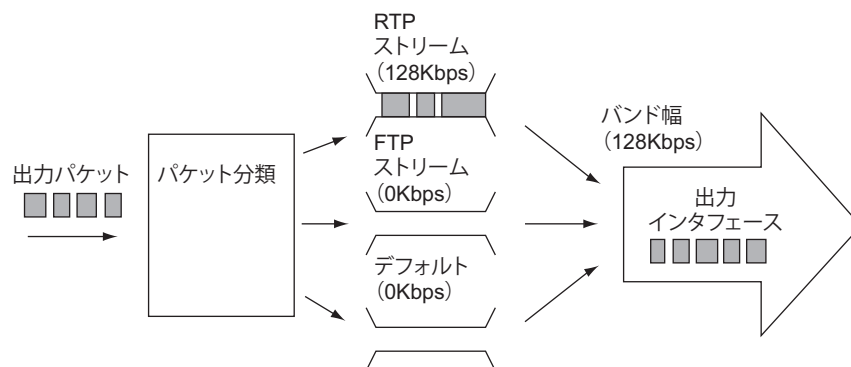 RTP
ストリーム
（128Kbps）
出力パケット
パケット分類
FTP
ストリーム
（0Kbps）
デフォルト
（0Kbps）
バンド幅
（128Kbps）
出力
インタフェース